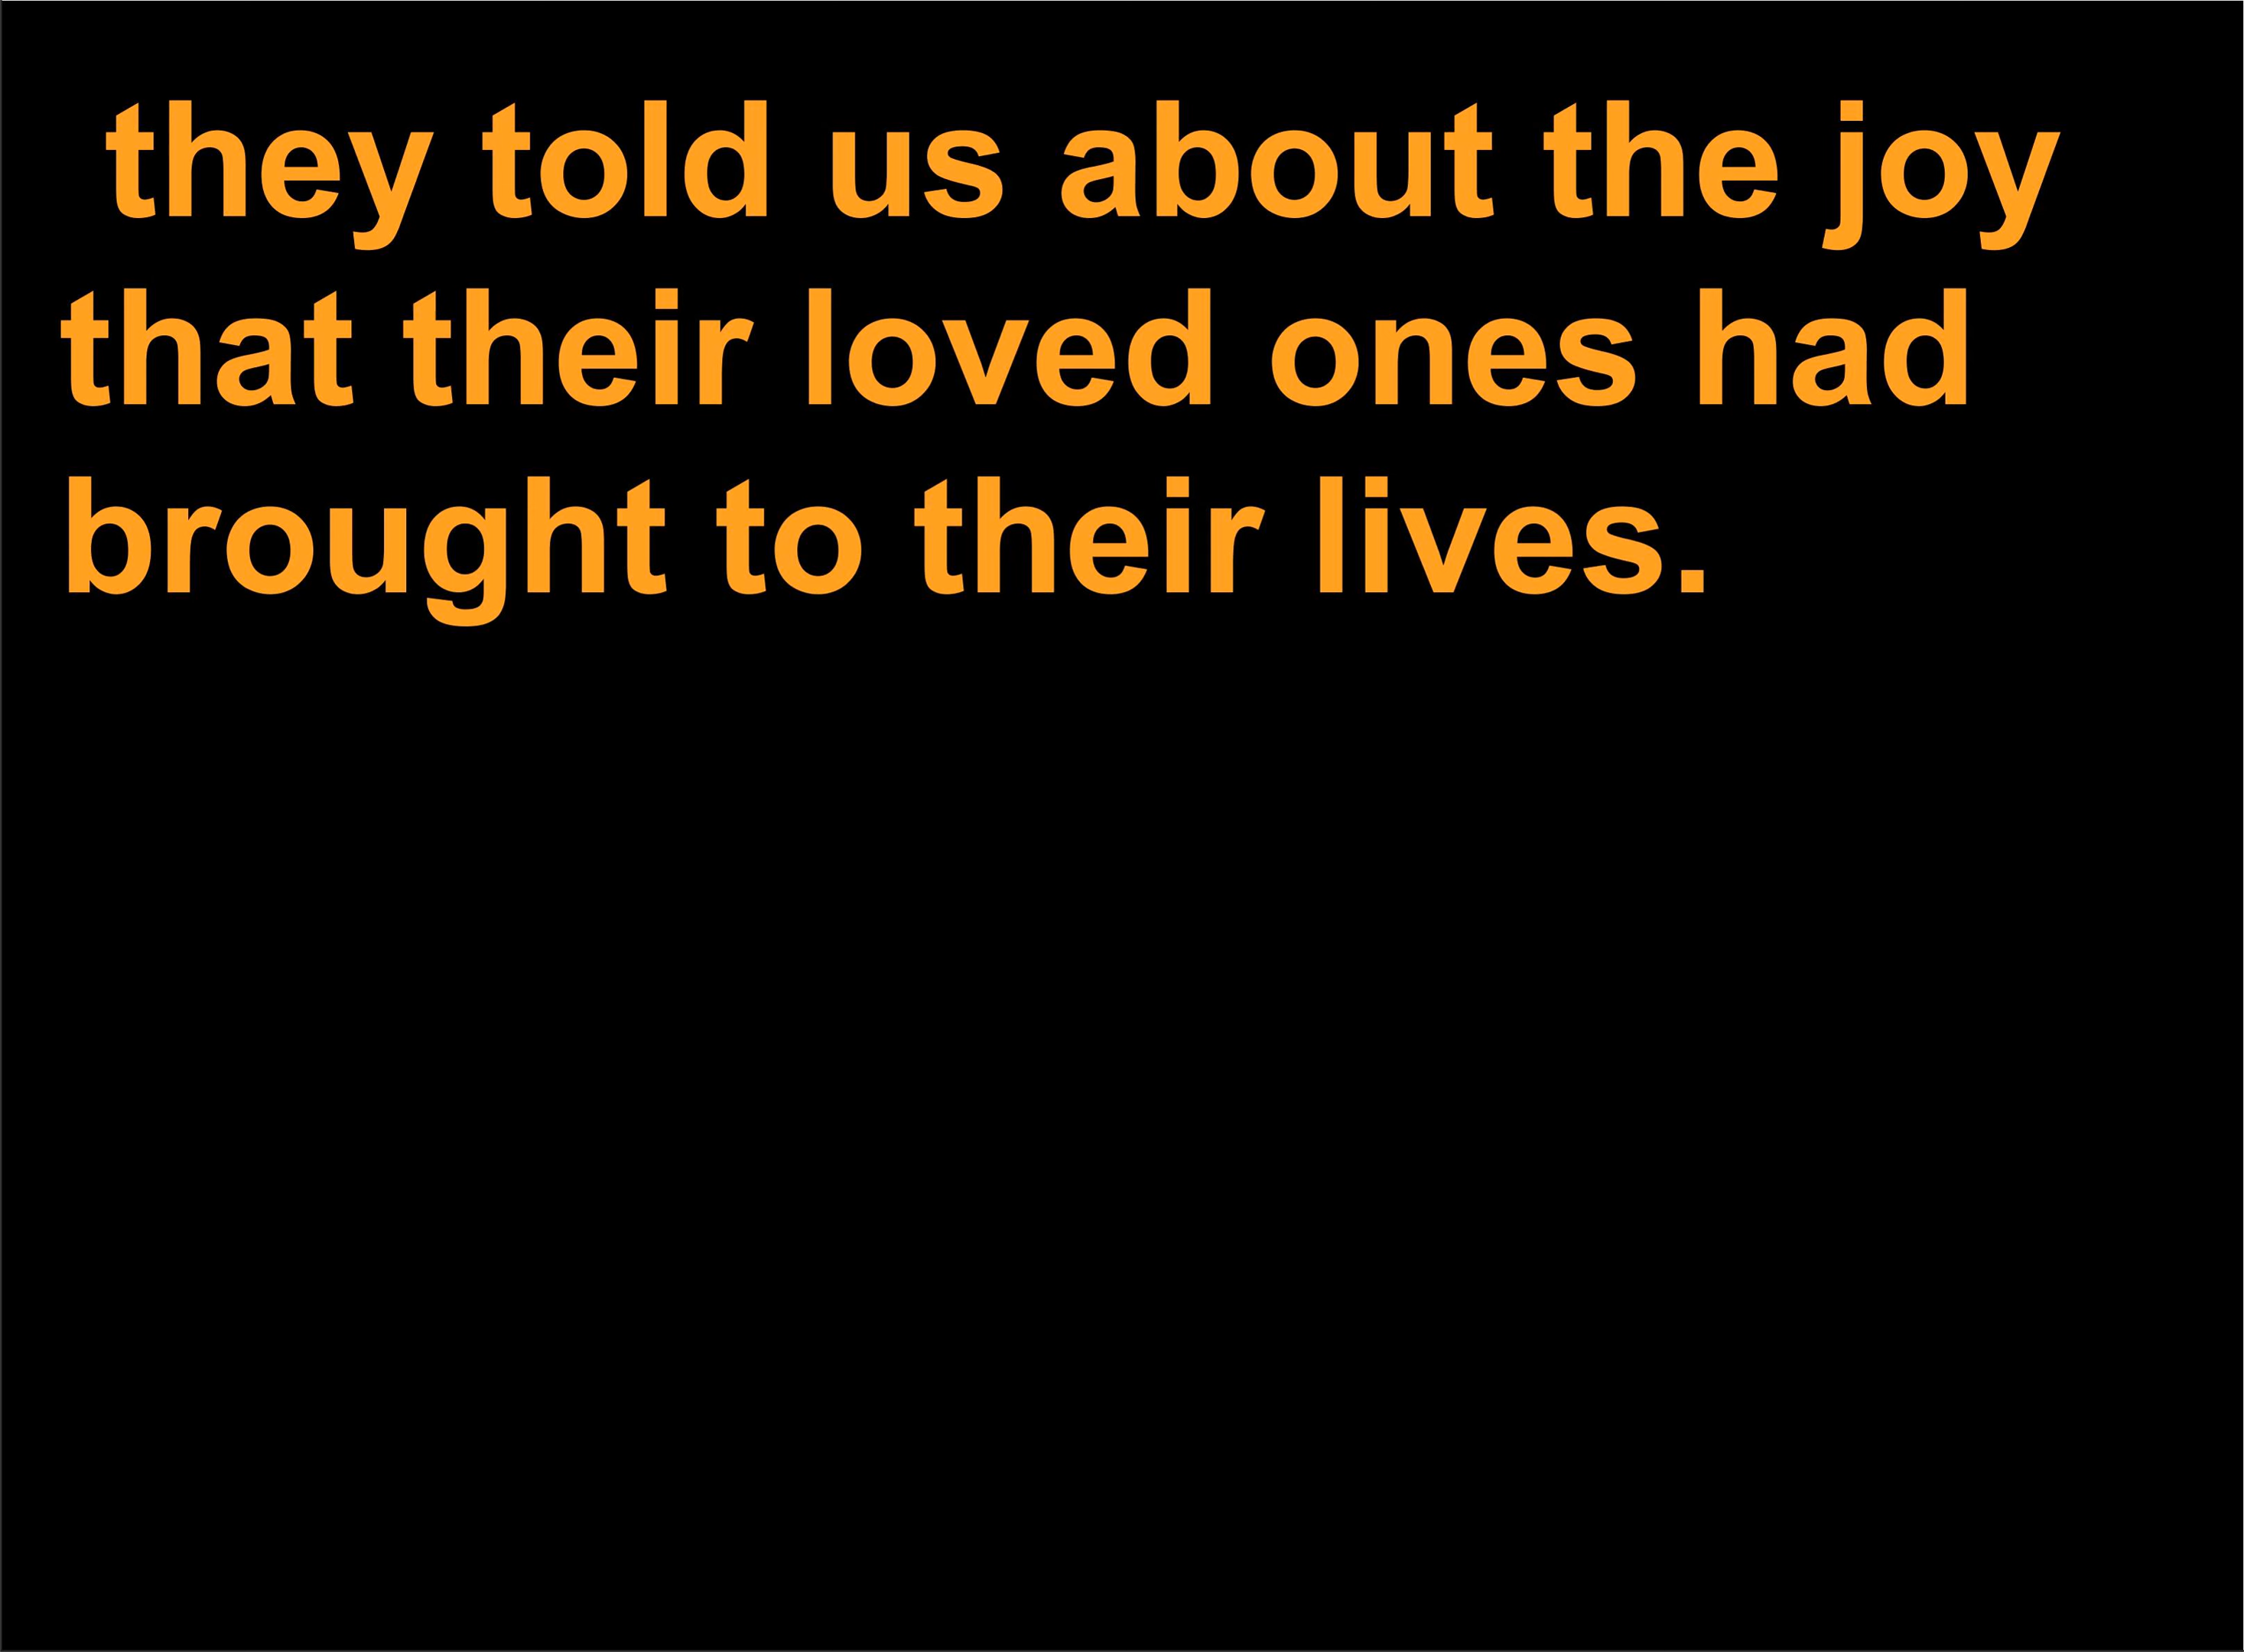 they told us about the joy
that their loved ones had
brought to their lives.